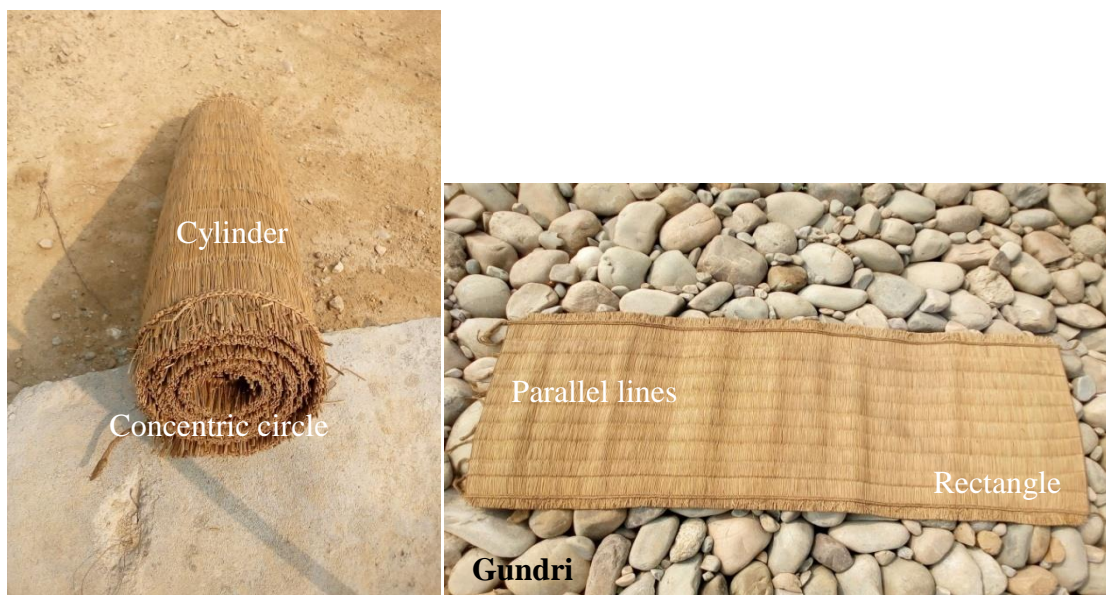 Cylinder
Concentric circle
Parallel lines
Rectangle
Gundri